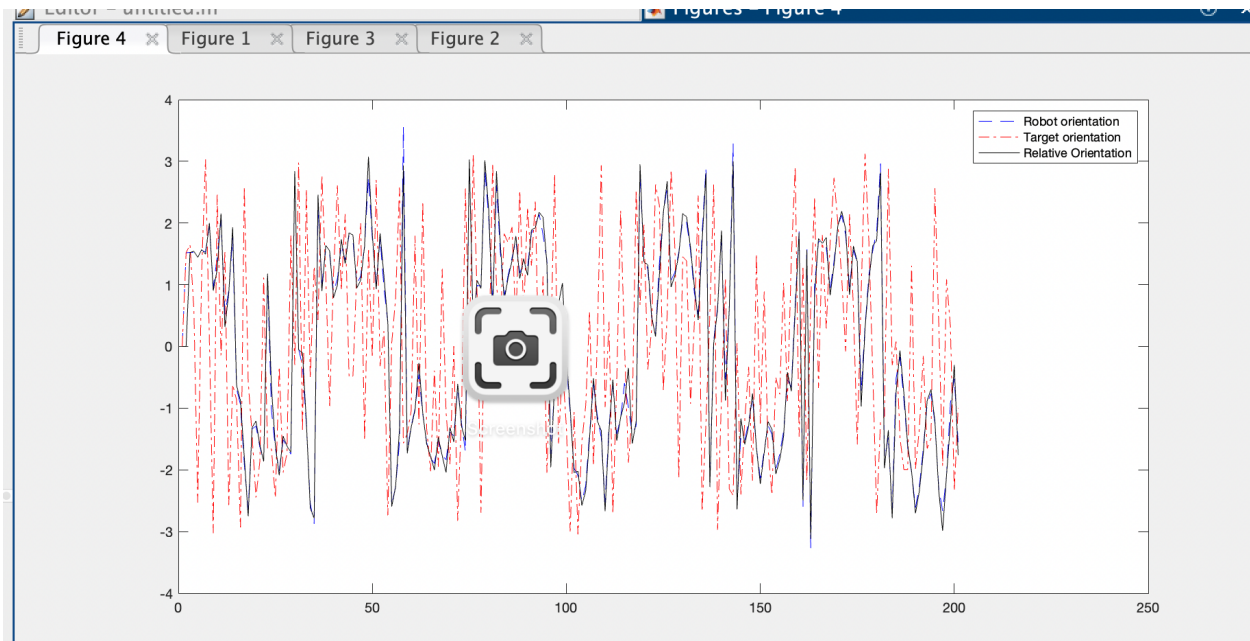 Editor – untitled.m
Figures – Figure 4
Figure 4 Figure 1 Figure 3 Figure 2
Robot orientation
Target orientation
Relative Orientation
4
3
2
1
0
-1
-2
-3
-4
0 50 100 150 200 250